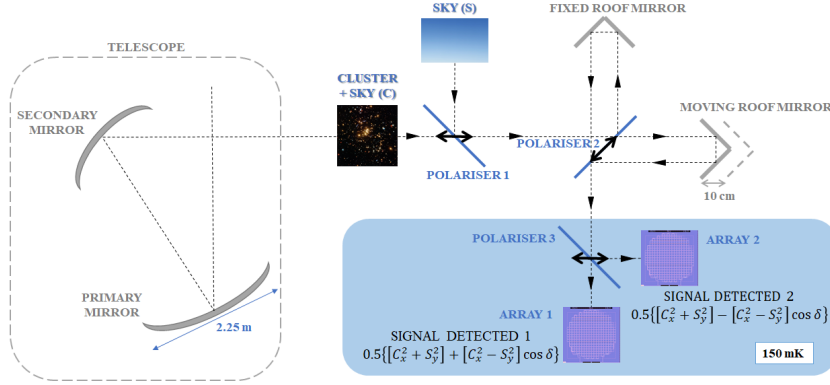 SKY (S)
FIXED ROOF MIRROR
TELESCOPE
CLUSTER
+ SKY (C)
SECONDARY
MIRROR
MOVING ROOF MIRROR
POLARISER 2
POLARISER 1
10 cm
POLARISER 3
ARRAY 2
PRIMARY
MIRROR
2.25 m
ARRAY 1
SIGNAL DETECTED 2
0.5{[C_x^2 + S_y^2] − [C_x^2 − S_y^2] cos δ}
SIGNAL DETECTED 1
0.5{[C_x^2 + S_y^2] + [C_x^2 − S_y^2] cos δ}
150 mK